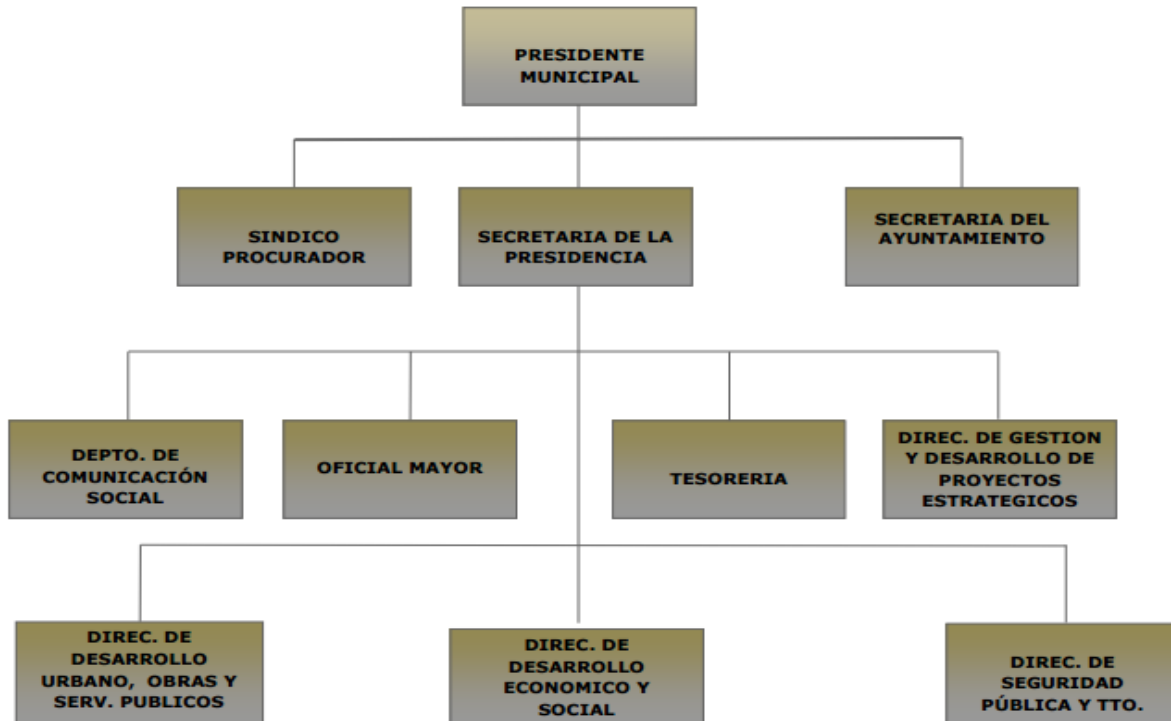 PRESIDENTE
MUNICIPAL
SINDICO
PROCURADOR
SECRETARIA DE LA
PRESIDENCIA
SECRETARIA DEL
AYUNTAMIENTO
DEPTO. DE
COMUNICACIÓN
SOCIAL
OFICIAL MAYOR
TESORERIA
DIREC. DE GESTION
Y DESARROLLO DE
PROYECTOS
ESTRATEGICOS
DIREC. DE
DESARROLLO
URBANO, OBRAS Y
SERV. PUBLICOS
DIREC. DE
DESARROLLO
ECONOMICO Y
SOCIAL
DIREC. DE
SEGURIDAD
PÚBLICA Y TTO.